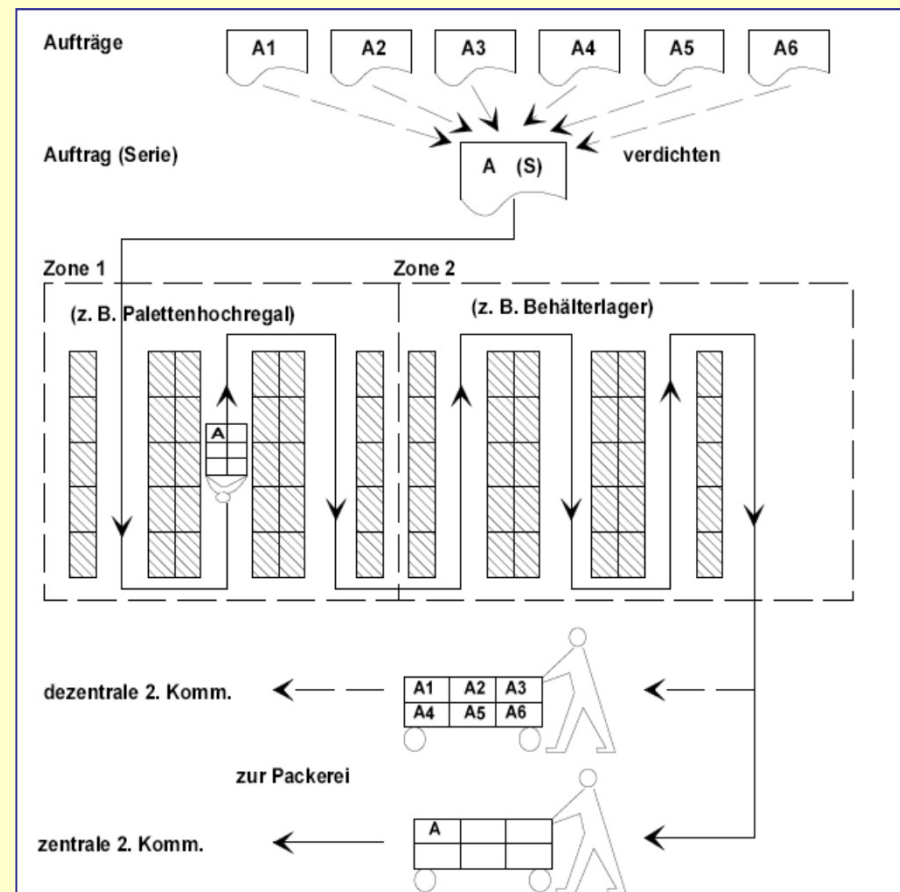 Aufträge
A1 A2 A3 A4 A5 A6
Auftrag (Serie)
A (S)
verdichten
Zone 1
Zone 2
(z. B. Palettenhochregal)
(z. B. Behälterlager)
A
dezentrale 2. Komm.
A1 A2 A3
A4 A5 A6
zur Packerei
zentrale 2. Komm.
A